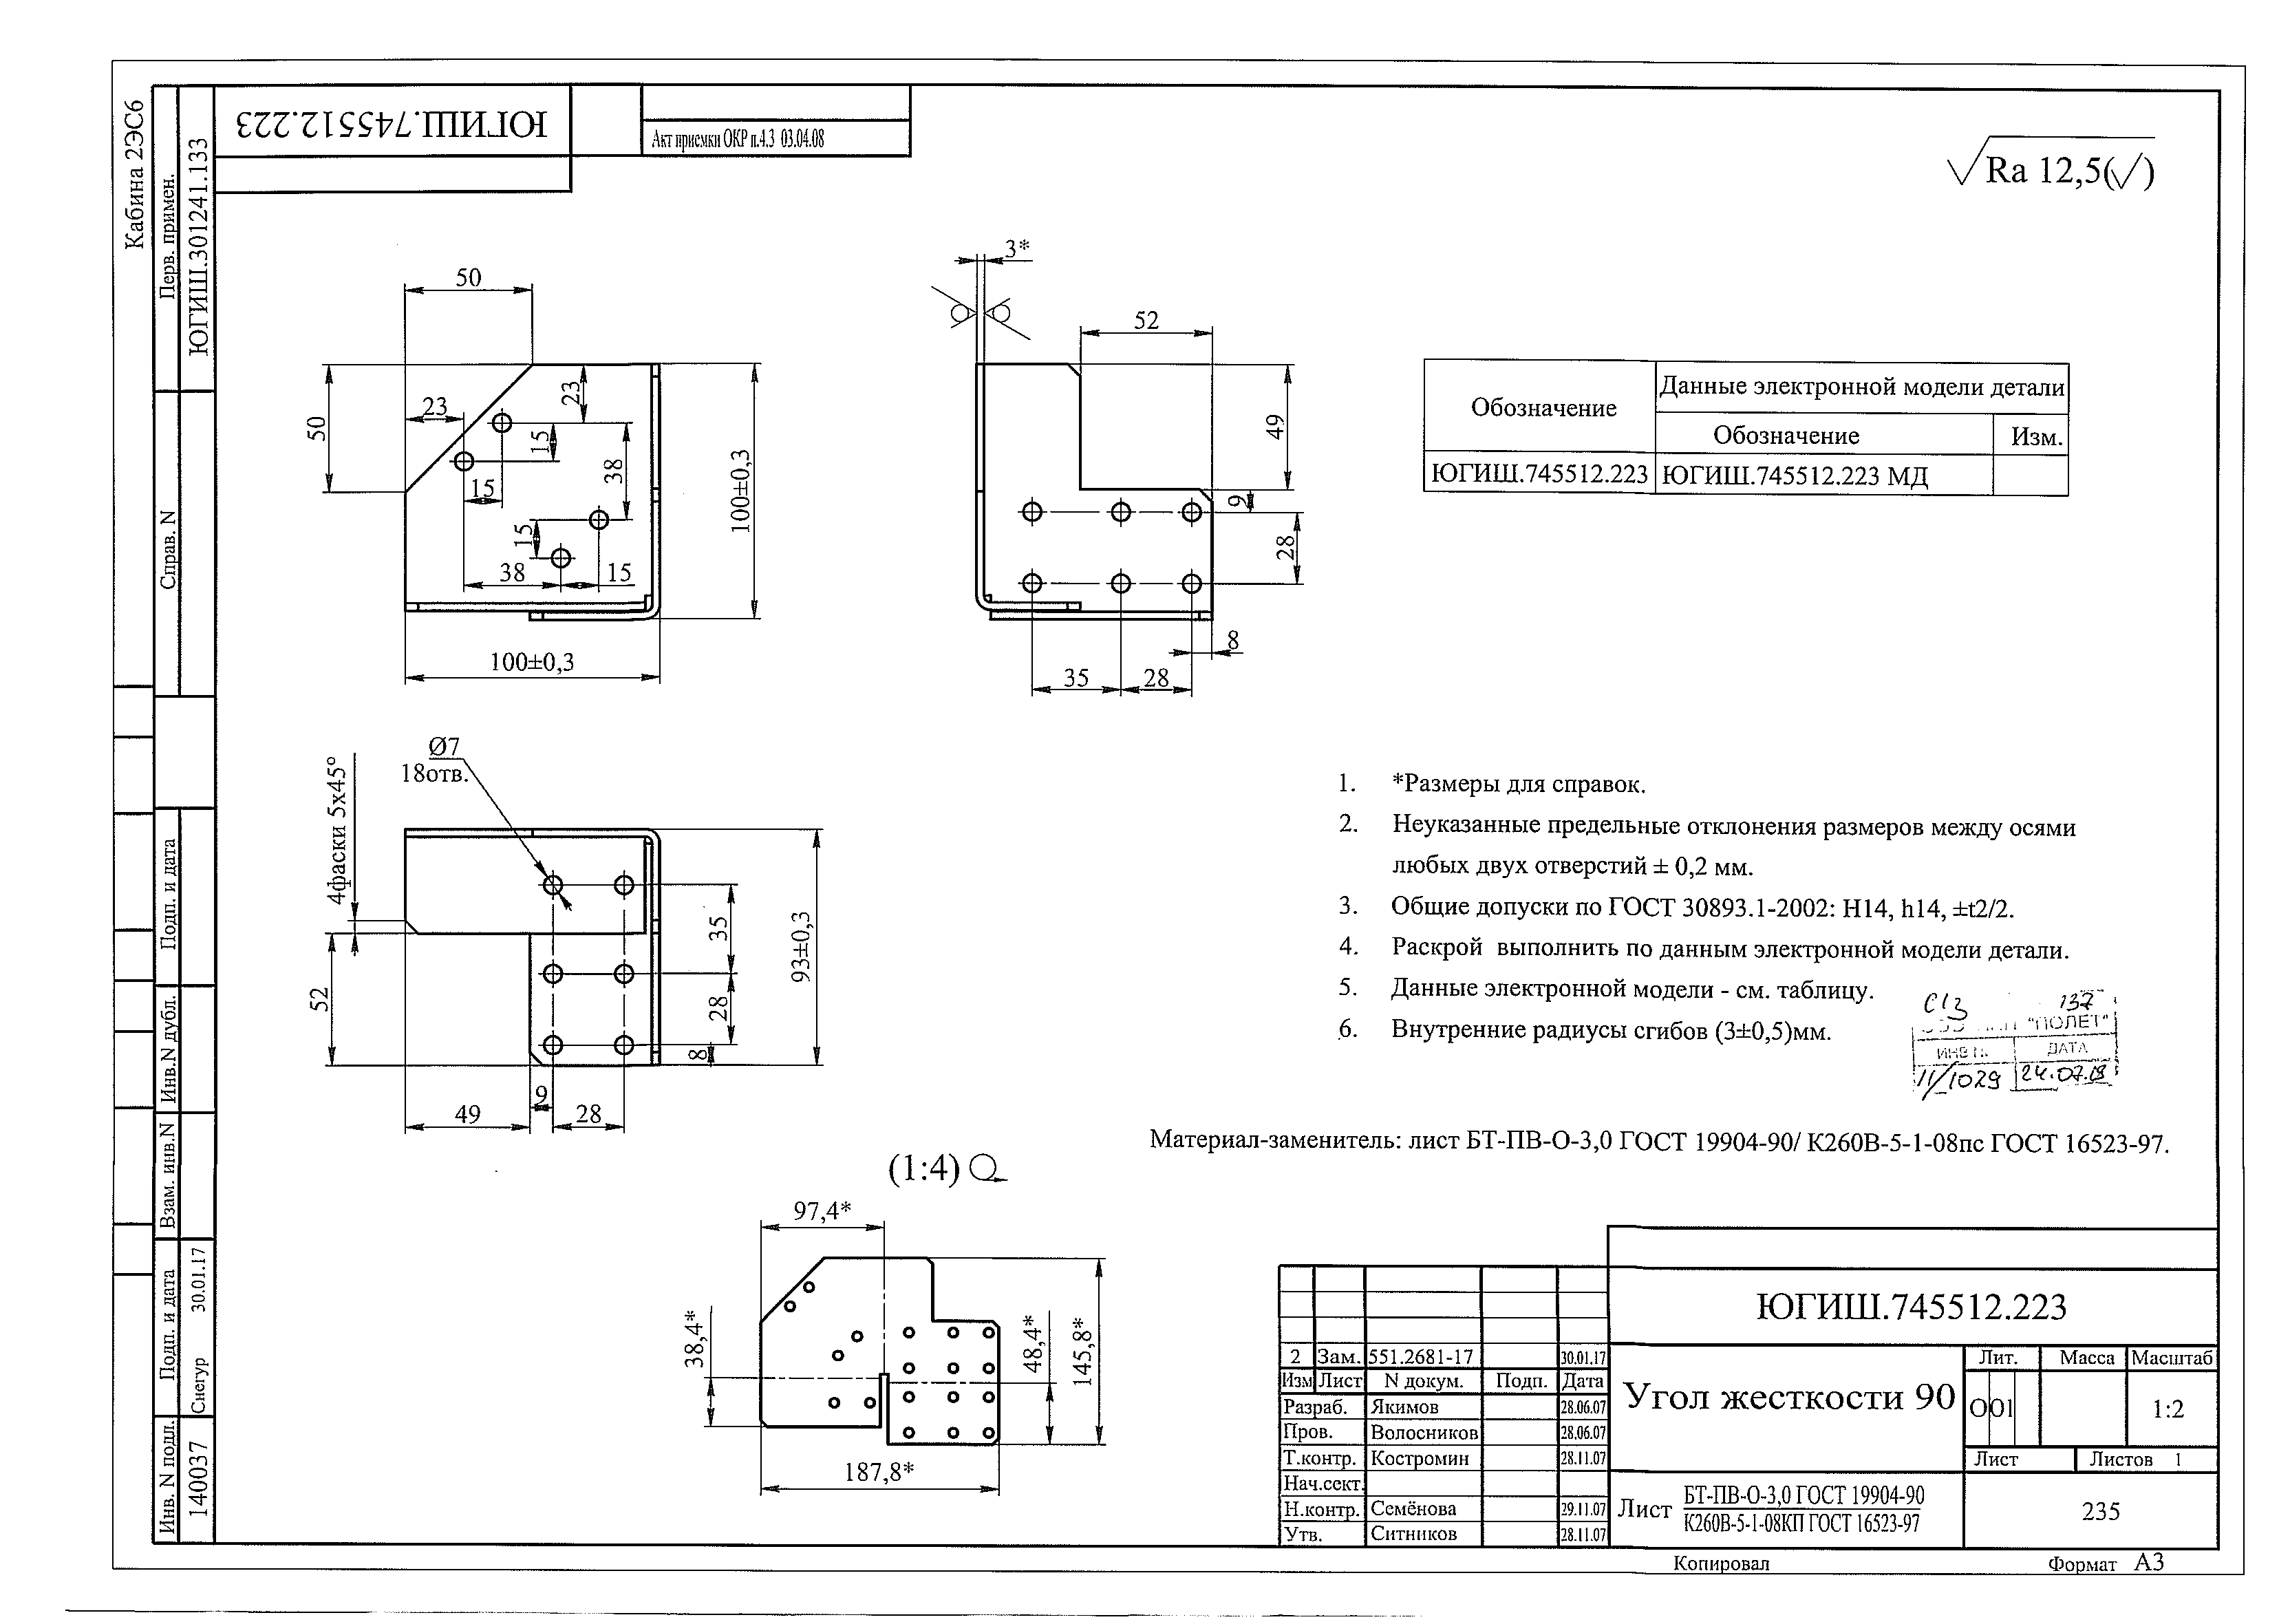 Кабина 2ЭС6
Перв. примен.
ЮГИШ.301241.133
Справ. N
Подп. и дата
Инв.N дубл.
Взам. инв.N
Подп. и дата
Снегур 30.01.17
Инв. N подл.
140037
ЮГИШ.745512.223
Акт приемки ОКР п.4.3 03.04.08
√Ra 12,5(√)
50
50
23
23
15
15
38
15
38
15
100±0,3
100±0,3
3*
52
49
9
28
8
35
28
Обозначение
Данные электронной модели детали
Обозначение
Изм.
ЮГИШ.745512.223
ЮГИШ.745512.223 МД
Ø7
18отв.
4фаски 5х45°
52
35
28
8
93±0,3
49
9
28
1. *Размеры для справок.
2. Неуказанные предельные отклонения размеров между осями
любых двух отверстий ± 0,2 мм.
3. Общие допуски по ГОСТ 30893.1-2002: H14, h14, ±t2/2.
4. Раскрой выполнить по данным электронной модели детали.
5. Данные электронной модели - см. таблицу.
6. Внутренние радиусы сгибов (3±0,5)мм.
137
"ПОЛЕТ"
ИНВ N.
ДАТА
11/1029
24.07.18
Материал-заменитель: лист БТ-ПВ-О-3,0 ГОСТ 19904-90/ К260В-5-1-08пс ГОСТ 16523-97.
(1:4)
97,4*
38,4*
48,4*
145,8*
187,8*
ЮГИШ.745512.223
2 Зам. 551.2681-17 30.01.17
Изм Лист N докум. Подп. Дата
Разраб. Якимов 28.06.07
Пров. Волосников 28.06.07
Т.контр. Костромин 28.11.07
Нач.сект.
Н.контр. Семёнова 29.11.07
Утв. Ситников 28.11.07
Угол жесткости 90
Лит. Масса Масштаб
О О1 1:2
Лист Листов 1
Лист БТ-ПВ-О-3,0 ГОСТ 19904-90
К260В-5-1-08КП ГОСТ 16523-97
235
Копировал Формат А3